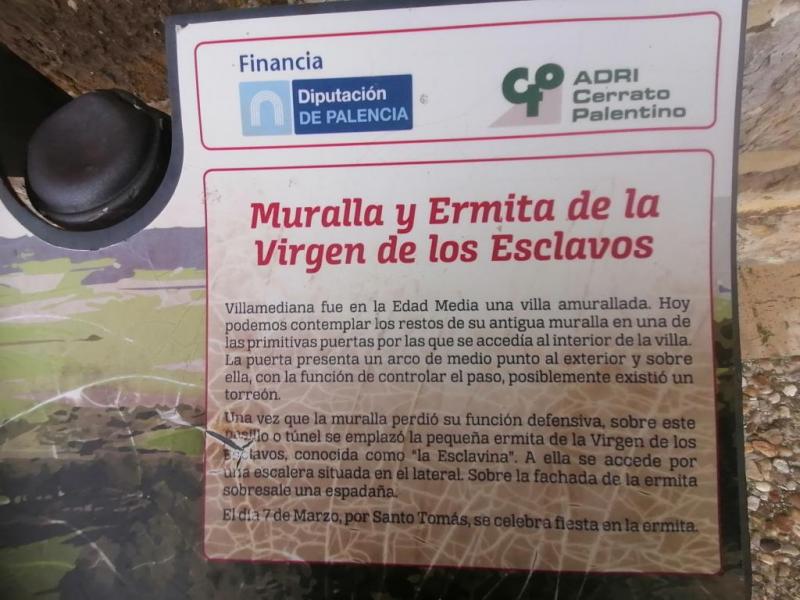 Financia
Diputación
DE PALENCIA
ADRI
Cerrato
Palentino
Muralla y Ermita de la
Virgen de los Esclavos
Villamediana fue en la Edad Media una villa amurallada. Hoy
podemos contemplar los restos de su antigua muralla en una de
las primitivas puertas por las que se accedía al interior de la villa.
La puerta presenta un arco de medio punto al exterior y sobre
ella, con la función de controlar el paso, posiblemente existió un
torreón.
Una vez que la muralla perdió su función defensiva, sobre este
pasillo o túnel se emplazó la pequeña ermita de la Virgen de los
Esclavos, conocida como "la Esclavina". A ella se accede por
una escalera situada en el lateral. Sobre la fachada de la ermita
sobresale una espadaña.
El día 7 de Marzo, por Santo Tomás, se celebra fiesta en la ermita.